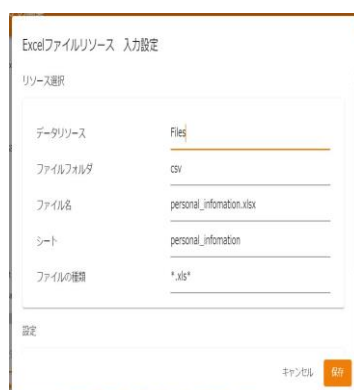 Excelファイルリソース 入力設定
リソース選択
データリソース Files
ファイルフォルダ csv
ファイル名 personal_infomation.xlsx
シート personal_infomation
ファイルの種類 *.xls*
設定
キャンセル 保存